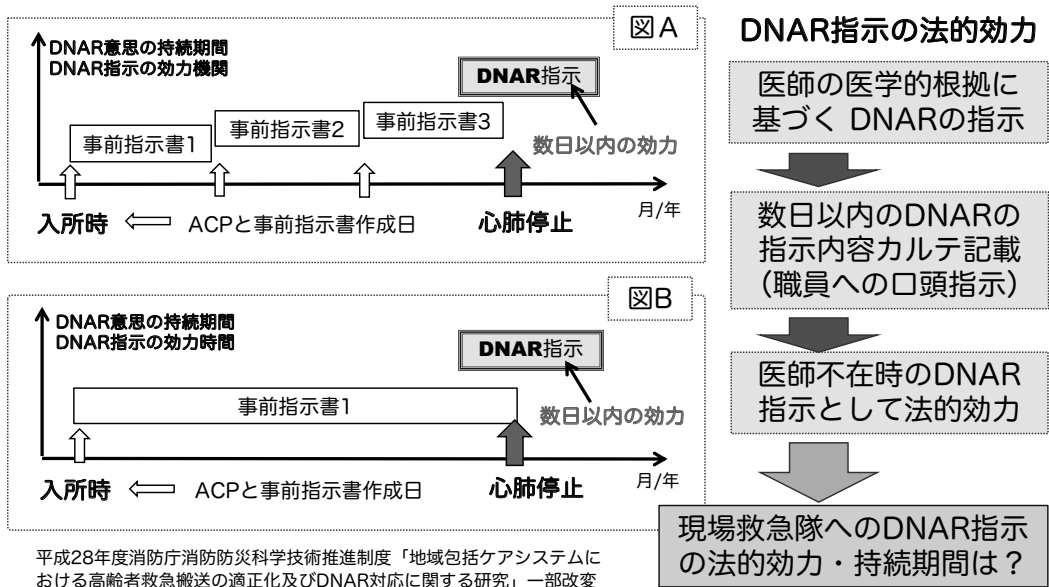 図A
DNAR意思の持続期間
DNAR指示の効力機関
DNAR指示
事前指示書1
事前指示書2
事前指示書3
数日以内の効力
月/年
入所時
ACPと事前指示書作成日
心肺停止
図B
DNAR意思の持続期間
DNAR指示の効力時間
DNAR指示
事前指示書1
数日以内の効力
月/年
入所時
ACPと事前指示書作成日
心肺停止
平成28年度消防庁消防防災科学技術推進制度「地域包括ケアシステムに
おける高齢者救急搬送の適正化及びDNAR対応に関する研究」一部改変
DNAR指示の法的効力
医師の医学的根拠に
基づく DNARの指示
数日以内のDNARの
指示内容カルテ記載
（職員への口頭指示）
医師不在時のDNAR
指示として法的効力
現場救急隊へのDNAR指示
の法的効力・持続期間は？